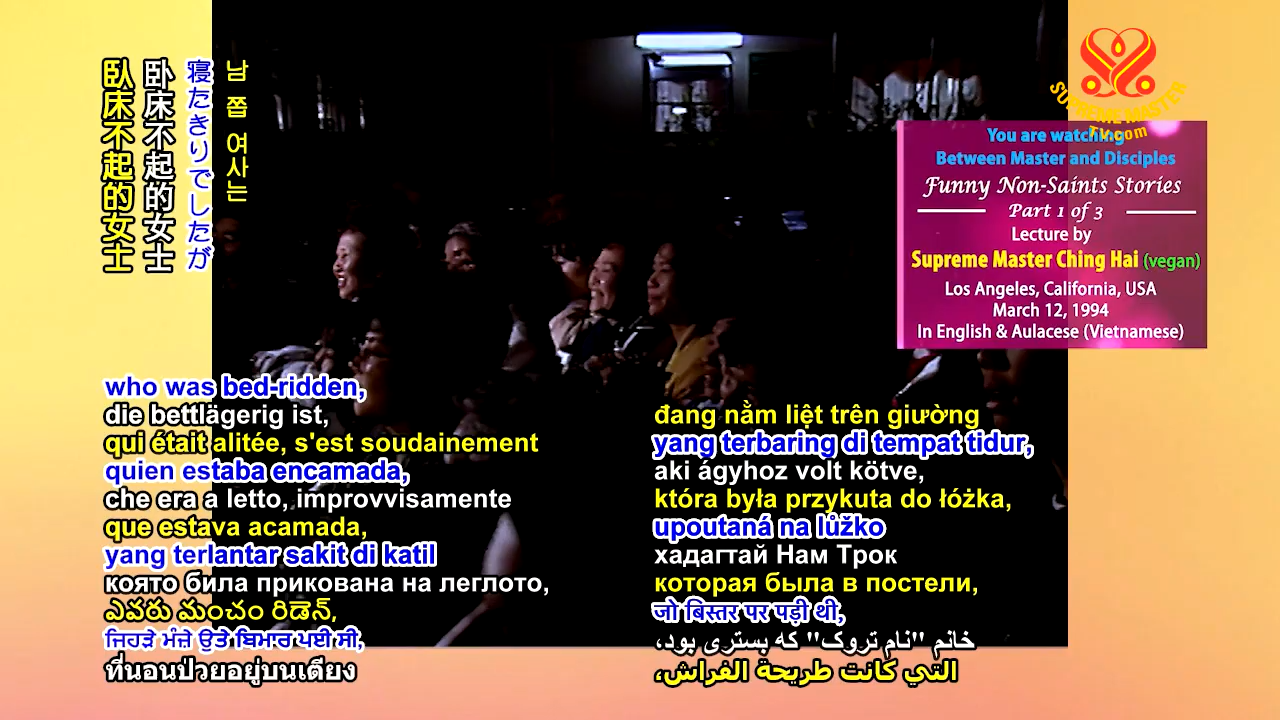 SUPREME MASTER
TV.com
You are watching
Between Master and Disciples
Funny Non-Saints Stories
Part 1 of 3
Lecture by
Supreme Master Ching Hai (vegan)
Los Angeles, California, USA
March 12, 1994
In English & Aulacese (Vietnamese)
臥床不起的女士
卧床不起的女士
寝たきりでしたが
남 쫍 여사는
who was bed-ridden,
die bettlägerig ist,
qui était alitée, s'est soudainement
quien estaba encamada,
che era a letto, improvvisamente
que estava acamada,
yang terlantar sakit di katil
която била прикована на леглото,
ఎవరు మంచం రిడెన్,
ਜਿਹੜੇ ਮੰਜ਼ੇ ਉਤੇ ਬਿਮਾਰ ਪਈ ਸੀ,
ที่นอนป่วยอยู่บนเตียง
đang nằm liệt trên giường
yang terbaring di tempat tidur,
aki ágyhoz volt kötve,
która była przykuta do łóżka,
upoutaná na lůžko
хадагтай Нам Трок
которая была в постели,
जो बिस्तर पर पड़ी थी,
خانم "نام تروک" که بستری بود،
التي كانت طريحة الفراش،